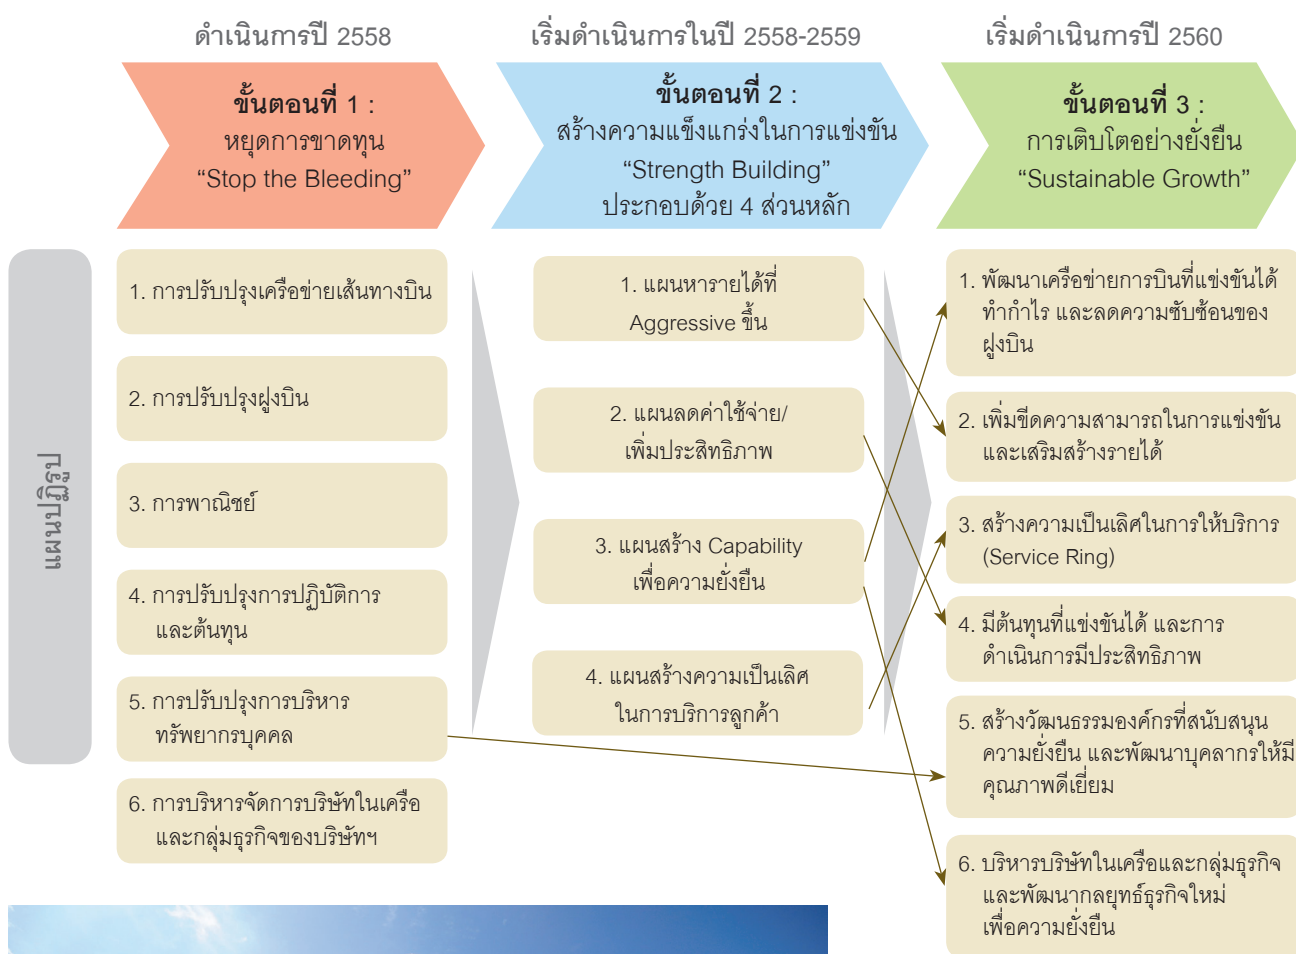 ดำเนินการปี 2558
ขั้นตอนที่ 1 :
หยุดการขาดทุน
“Stop the Bleeding”
เริ่มดำเนินการในปี 2558-2559
ขั้นตอนที่ 2 :
สร้างความแข็งแกร่งในการแข่งขัน
“Strength Building”
ประกอบด้วย 4 ส่วนหลัก
เริ่มดำเนินการปี 2560
ขั้นตอนที่ 3 :
การเติบโตอย่างยั่งยืน
“Sustainable Growth”
แผนปฏิรูป
1. การปรับปรุงเครือข่ายเส้นทางบิน
2. การปรับปรุงฝูงบิน
3. การพาณิชย์
4. การปรับปรุงการปฏิบัติการ
และต้นทุน
5. การปรับปรุงการบริหาร
ทรัพยากรบุคคล
6. การบริหารจัดการบริษัทในเครือ
และกลุ่มธุรกิจของบริษัทฯ
1. แผนหารายได้ที่
Aggressive ขึ้น
2. แผนลดค่าใช้จ่าย/
เพิ่มประสิทธิภาพ
3. แผนสร้าง Capability
เพื่อความยั่งยืน
4. แผนสร้างความเป็นเลิศ
ในการบริการลูกค้า
1. พัฒนาเครือข่ายการบินที่แข่งขันได้
ทำกำไร และลดความซับซ้อนของ
ฝูงบิน
2. เพิ่มขีดความสามารถในการแข่งขัน
และเสริมสร้างรายได้
3. สร้างความเป็นเลิศในการให้บริการ
(Service Ring)
4. มีต้นทุนที่แข่งขันได้ และการ
ดำเนินการมีประสิทธิภาพ
5. สร้างวัฒนธรรมองค์กรที่สนับสนุน
ความยั่งยืน และพัฒนาบุคลากรให้มี
คุณภาพดีเยี่ยม
6. บริหารบริษัทในเครือและกลุ่มธุรกิจ
และพัฒนากลยุทธ์ธุรกิจใหม่
เพื่อความยั่งยืน